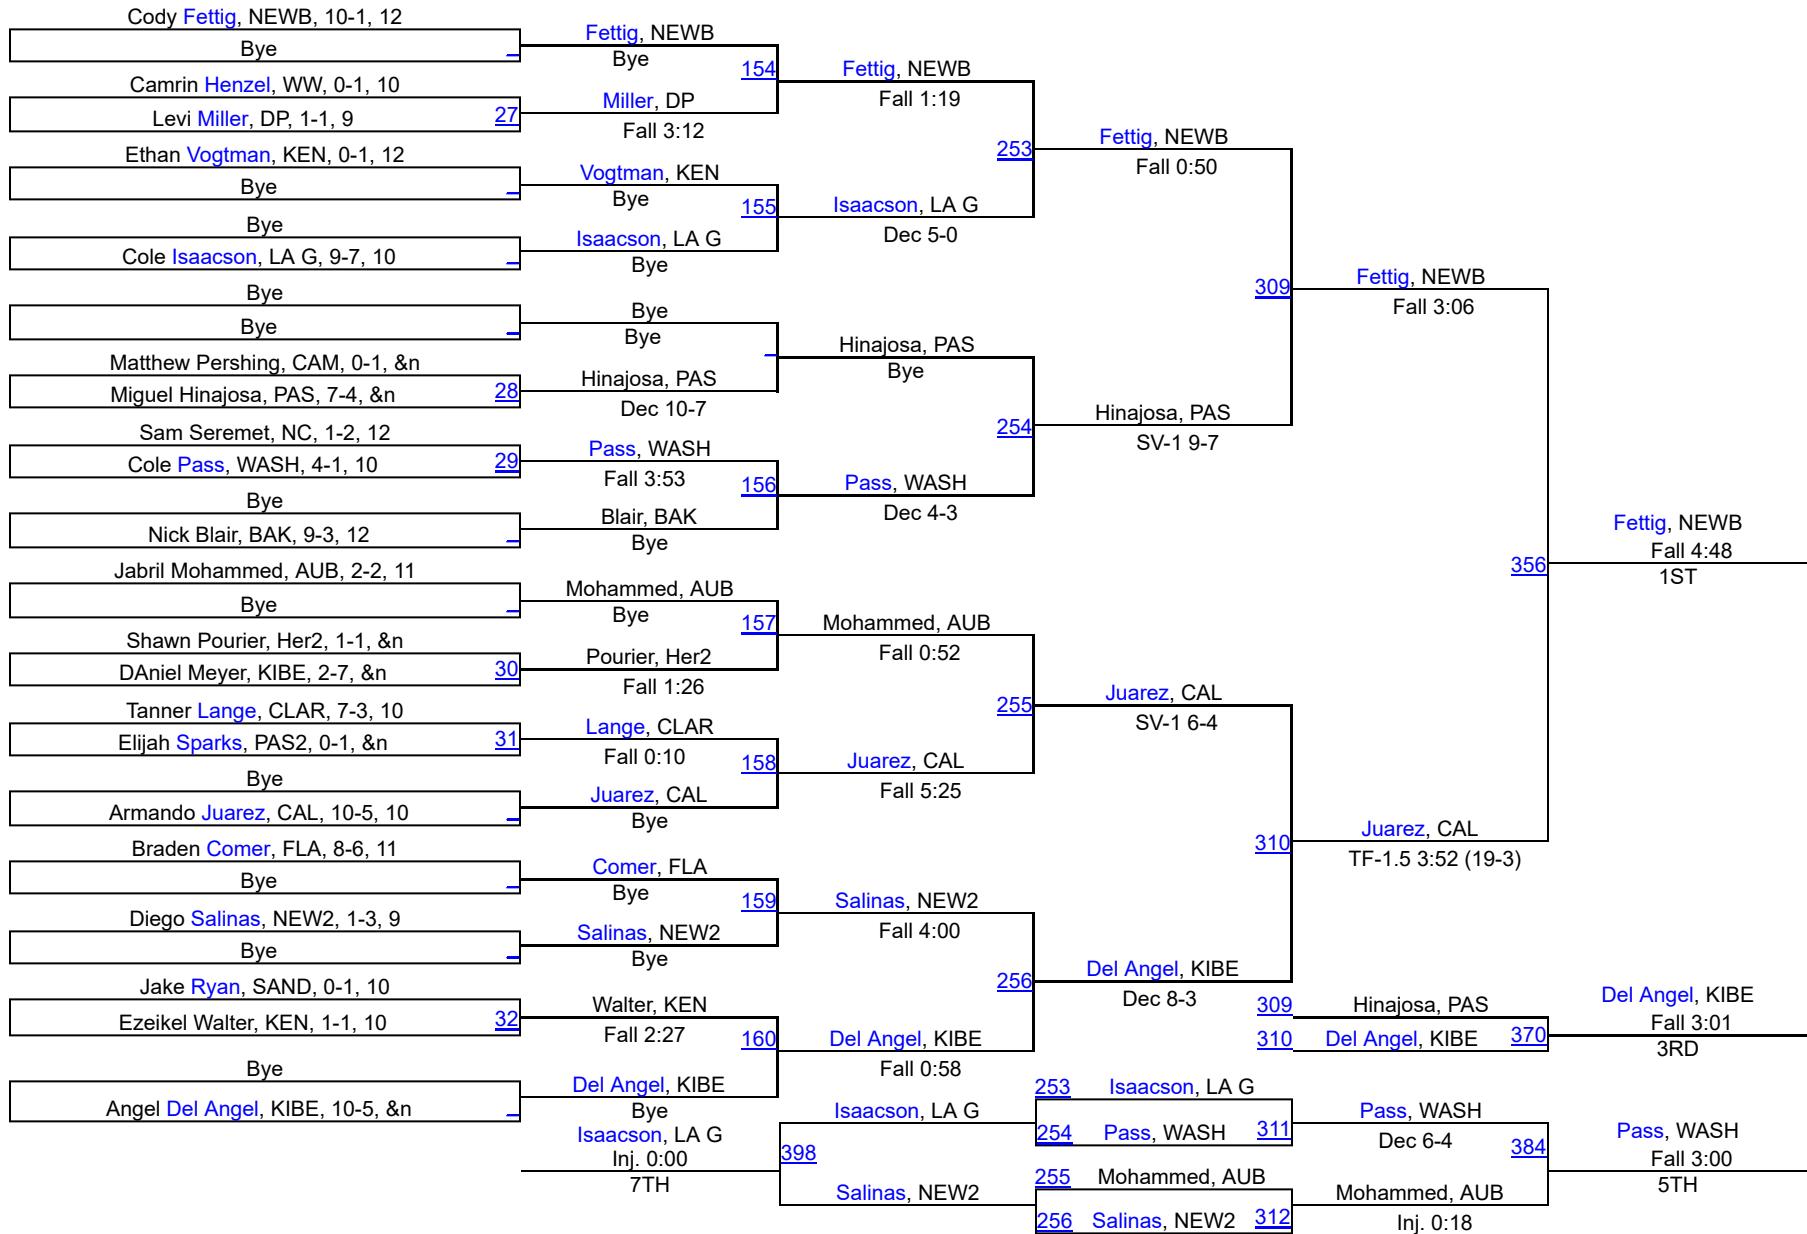 Cody Fettig, NEWB, 10-1, 12
Bye
Camrin Henzel, WW, 0-1, 10
Levi Miller, DP, 1-1, 9
27
Ethan Vogtman, KEN, 0-1, 12
Bye
Bye
Cole Isaacson, LA G, 9-7, 10
Bye
Bye
Matthew Pershing, CAM, 0-1, &n
Miguel Hinajosa, PAS, 7-4, &n
28
Sam Seremet, NC, 1-2, 12
Cole Pass, WASH, 4-1, 10
29
Bye
Nick Blair, BAK, 9-3, 12
Jabril Mohammed, AUB, 2-2, 11
Bye
Shawn Pourier, Her2, 1-1, &n
DAniel Meyer, KIBE, 2-7, &n
30
Tanner Lange, CLAR, 7-3, 10
Elijah Sparks, PAS2, 0-1, &n
31
Bye
Armando Juarez, CAL, 10-5, 10
Braden Comer, FLA, 8-6, 11
Bye
Diego Salinas, NEW2, 1-3, 9
Bye
Jake Ryan, SAND, 0-1, 10
Ezeikel Walter, KEN, 1-1, 10
32
Bye
Angel Del Angel, KIBE, 10-5, &n
Fettig, NEWB
Bye
154
Miller, DP
Fall 3:12
Vogtman, KEN
Bye
155
Isaacson, LA G
Bye
Bye
Bye
Hinajosa, PAS
Dec 10-7
Pass, WASH
Fall 3:53
156
Blair, BAK
Bye
Mohammed, AUB
Bye
157
Pourier, Her2
Fall 1:26
Lange, CLAR
Fall 0:10
158
Juarez, CAL
Bye
Comer, FLA
Bye
159
Salinas, NEW2
Bye
Walter, KEN
Fall 2:27
160
Del Angel, KIBE
Bye
Isaacson, LA G
Inj. 0:00
7TH
Fettig, NEWB
Fall 1:19
253
Isaacson, LA G
Dec 5-0
Hinajosa, PAS
Bye
254
Pass, WASH
Dec 4-3
Mohammed, AUB
Fall 0:52
255
Juarez, CAL
Fall 5:25
Salinas, NEW2
Fall 4:00
256
Del Angel, KIBE
Fall 0:58
Isaacson, LA G
398
Salinas, NEW2
Fettig, NEWB
Fall 0:50
309
Hinajosa, PAS
SV-1 9-7
Juarez, CAL
SV-1 6-4
310
Del Angel, KIBE
Dec 8-3
253 Isaacson, LA G
254 Pass, WASH 311
255 Mohammed, AUB
256 Salinas, NEW2 312
Fettig, NEWB
Fall 3:06
356
Juarez, CAL
TF-1.5 3:52 (19-3)
309 Hinajosa, PAS
310 Del Angel, KIBE 370
Pass, WASH
Dec 6-4
384
Mohammed, AUB
Inj. 0:18
Fettig, NEWB
Fall 4:48
1ST
Del Angel, KIBE
Fall 3:01
3RD
Pass, WASH
Fall 3:00
5TH